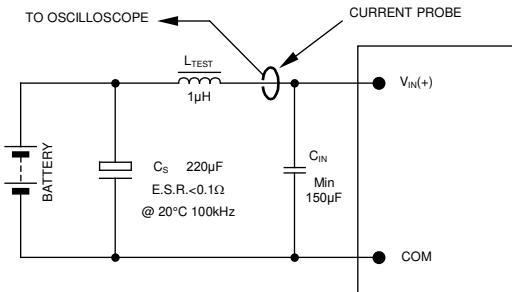 TO OSCILLOSCOPE
CURRENT PROBE
LTEST
1µH
VIN(+)
BATTERY
CS 220µF
E.S.R.<0.1Ω
@ 20°C 100kHz
CIN
Min
150µF
COM